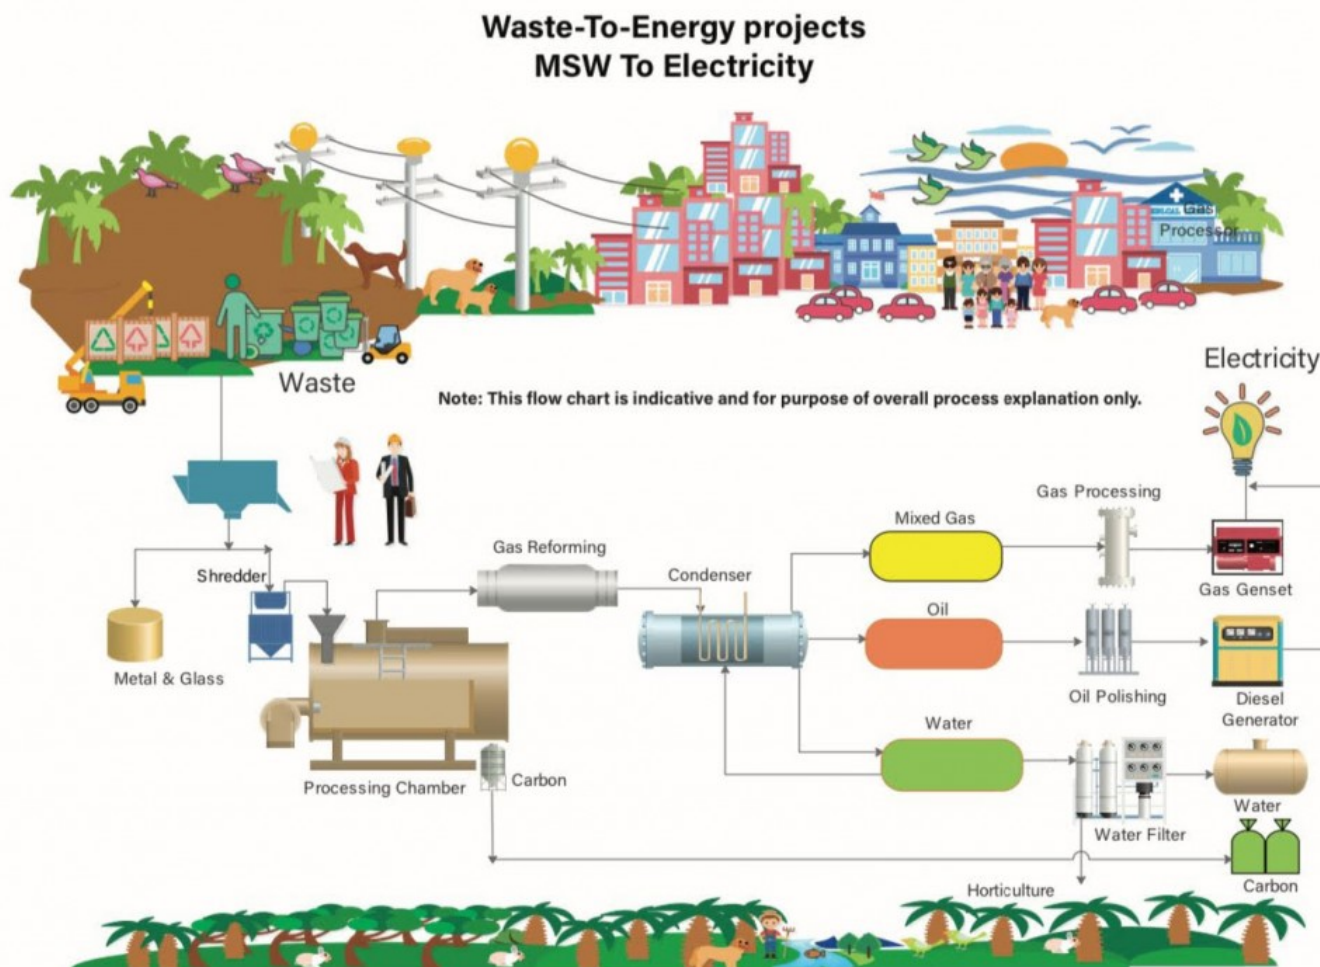 Waste-To-Energy projects
MSW To Electricity
Gas
Processor
Electricity
Waste
Note: This flow chart is indicative and for purpose of overall process explanation only.
Gas Processing
Mixed Gas
Gas Reforming
Condenser
Shredder
Gas Genset
Oil
Metal & Glass
Oil Polishing
Diesel
Generator
Water
Processing Chamber
Carbon
Water
Water Filter
Carbon
Horticulture